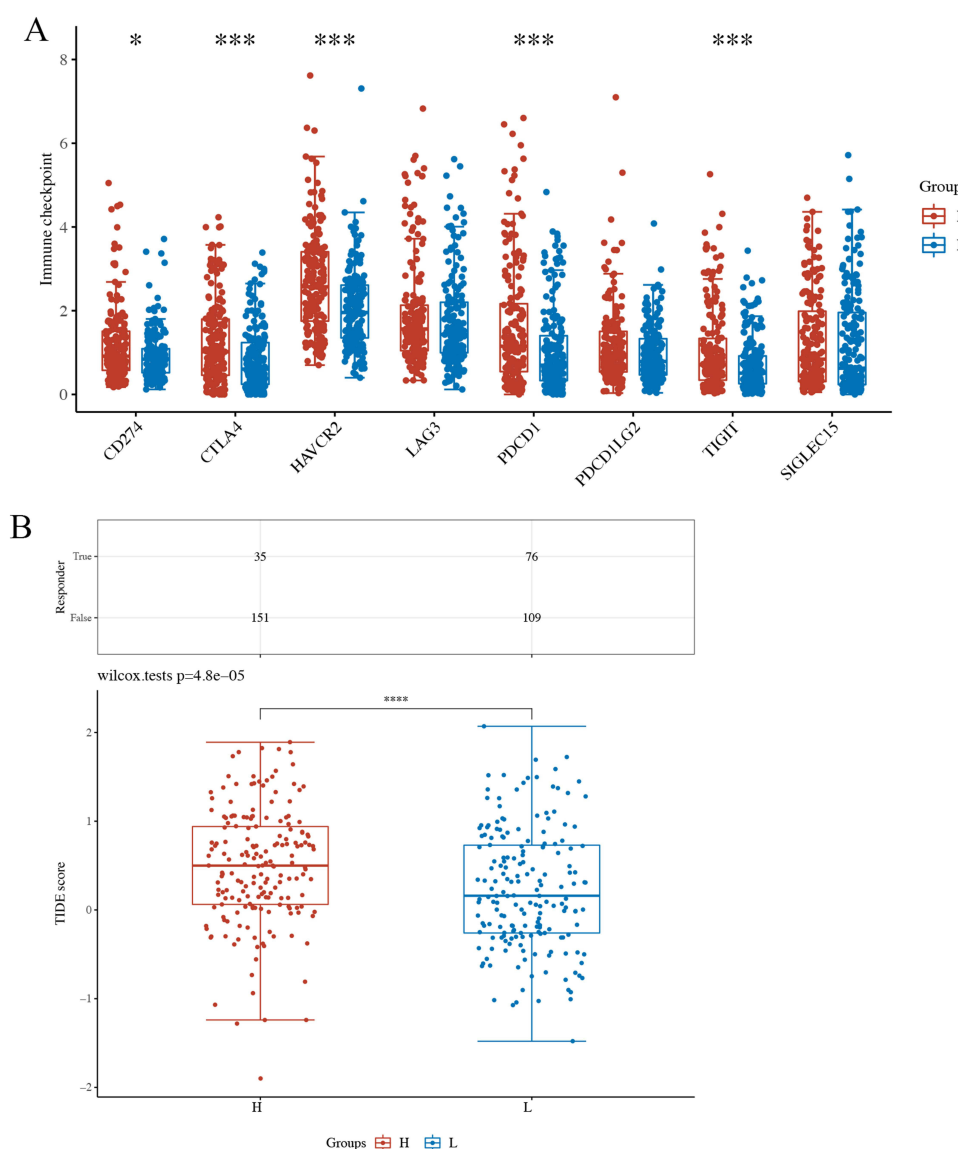 A
* *** *** *** ***
8
6
4
2
0
Immune checkpoint
CD274 CTLA4 HAVCR2 LAG3 PDCD1 PDCD1LG2 TIGIT SIGLEC15
B
Responder
True 35 76
False 151 109
wilcox.tests p=4.8e−05
****
TIDE score
2
1
0
−1
−2
H L
Groups H L